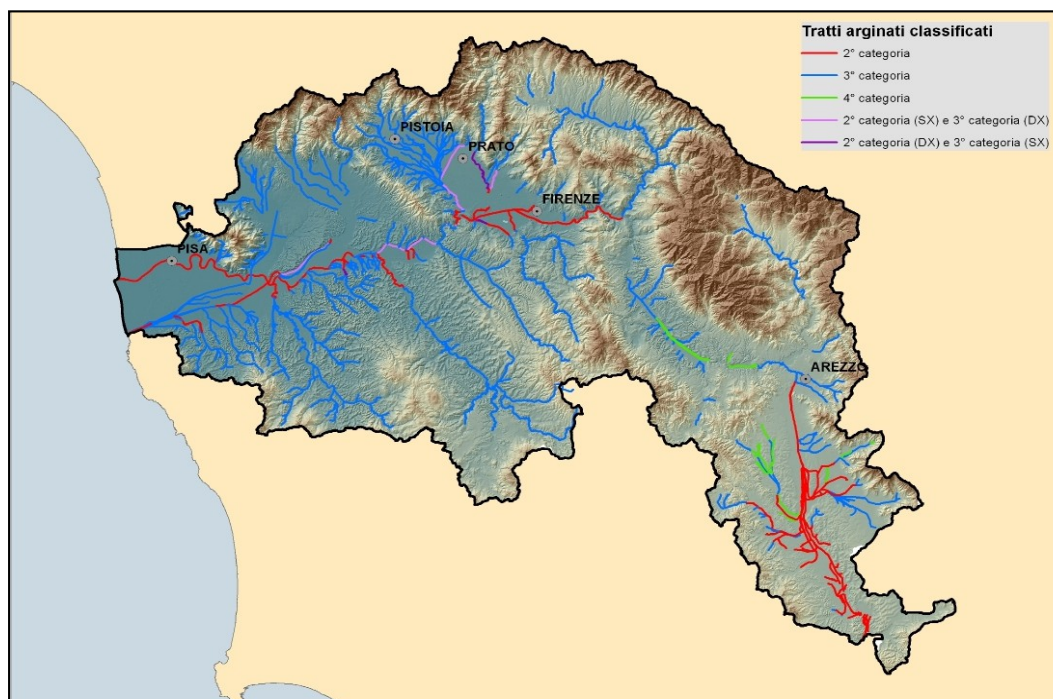 Tratti arginati classificati
2° categoria
3° categoria
4° categoria
2° categoria (SX) e 3° categoria (DX)
2° categoria (DX) e 3° categoria (SX)
PISTOIA
PRATO
FIRENZE
PISA
AREZZO